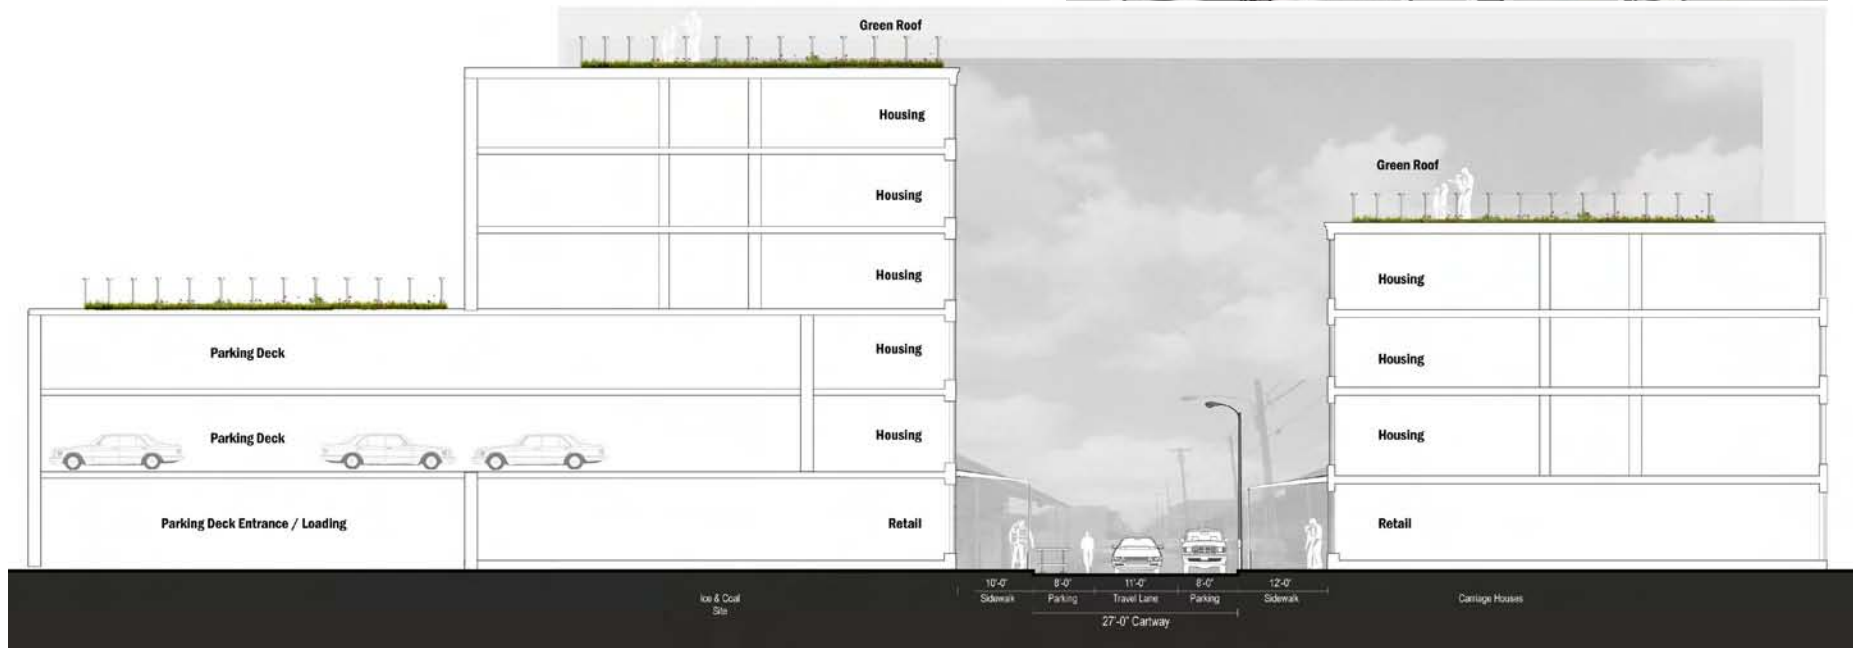 Green Roof
Housing
Green Roof
Housing
Housing
Housing
Parking Deck
Housing
Housing
Parking Deck
Housing
Housing
Parking Deck Entrance / Loading
Retail
Retail
10'-0" 8'-0" 11'-0" 8'-0" 12'-0"
Sidewalk Parking Travel Lane Parking Sidewalk
Ice & Coal
Site
Carriage Houses
27'-0" Cartway